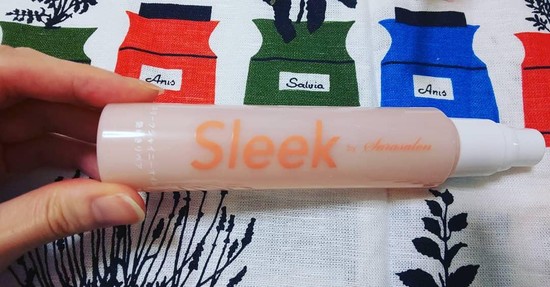 Anis
Salvia
Anis
Sleek by Sarasalon